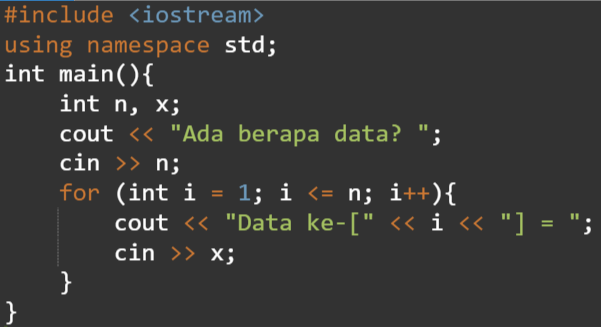 #include <iostream>
using namespace std;
int main(){
    int n, x;
    cout << "Ada berapa data? ";
    cin >> n;
    for (int i = 1; i <= n; i++){
        cout << "Data ke-[" << i << "] = ";
        cin >> x;
    }
}